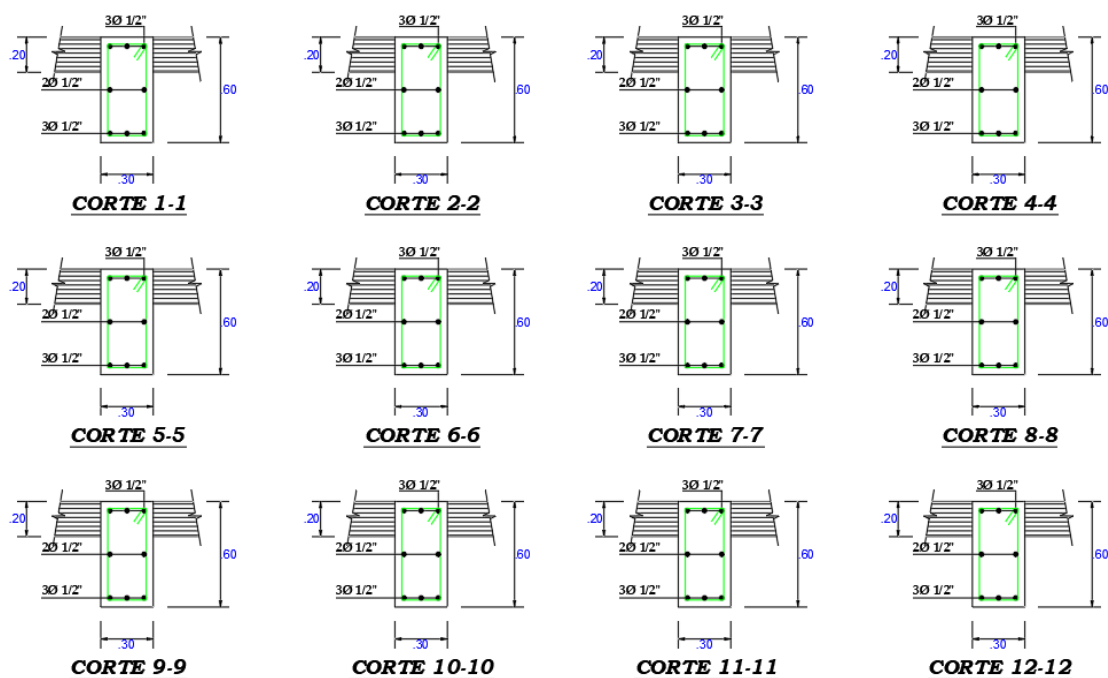 3Ø 1/2" 3Ø 1/2" 3Ø 1/2" 3Ø 1/2"
.20 .60 .20 .60 .20 .60 .20 .60
2Ø 1/2" 2Ø 1/2" 2Ø 1/2" 2Ø 1/2"
3Ø 1/2" 3Ø 1/2" 3Ø 1/2" 3Ø 1/2"
.30 .30 .30 .30
CORTE 1-1 CORTE 2-2 CORTE 3-3 CORTE 4-4
3Ø 1/2" 3Ø 1/2" 3Ø 1/2" 3Ø 1/2"
.20 .60 .20 .60 .20 .60 .20 .60
2Ø 1/2" 2Ø 1/2" 2Ø 1/2" 2Ø 1/2"
3Ø 1/2" 3Ø 1/2" 3Ø 1/2" 3Ø 1/2"
.30 .30 .30 .30
CORTE 5-5 CORTE 6-6 CORTE 7-7 CORTE 8-8
3Ø 1/2" 3Ø 1/2" 3Ø 1/2" 3Ø 1/2"
.20 .60 .20 .60 .20 .60 .20 .60
2Ø 1/2" 2Ø 1/2" 2Ø 1/2" 2Ø 1/2"
3Ø 1/2" 3Ø 1/2" 3Ø 1/2" 3Ø 1/2"
.30 .30 .30 .30
CORTE 9-9 CORTE 10-10 CORTE 11-11 CORTE 12-12